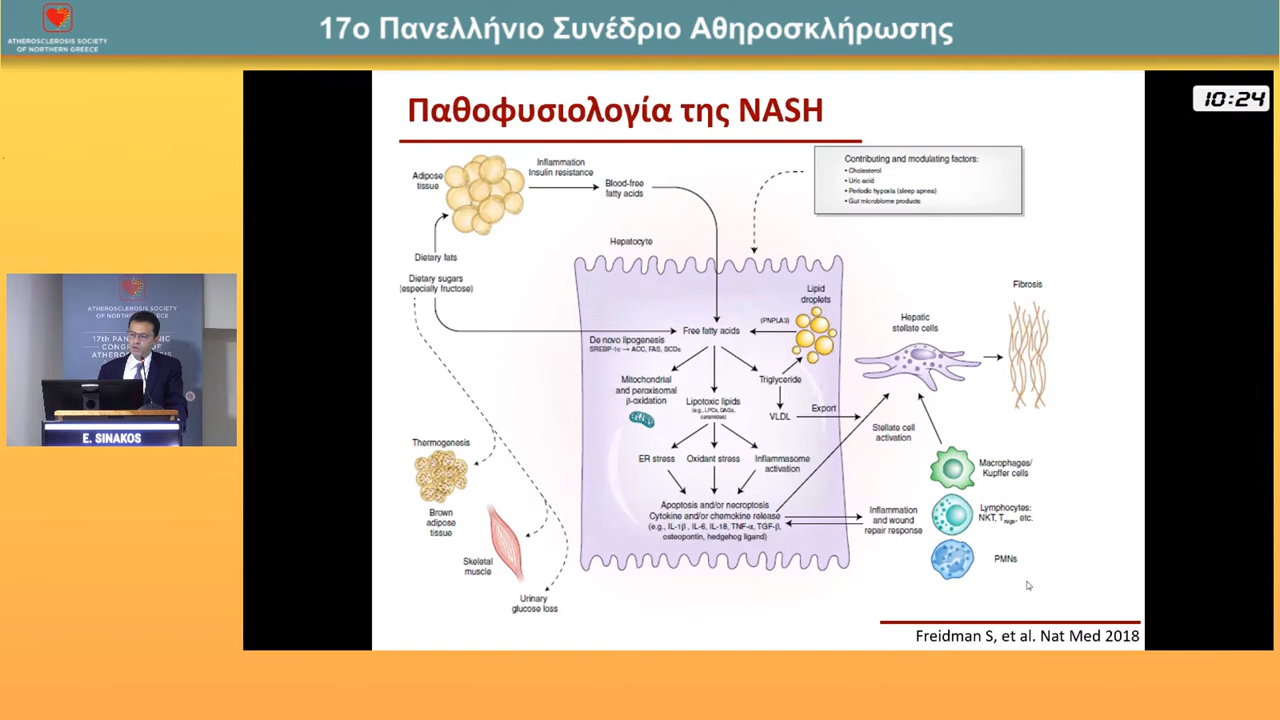 17ο Πανελλήνιο Συνέδριο Αθηροσκλήρωσης
ATHEROSCLEROSIS SOCIETY
OF NORTHERN GREECE
10:24
Παθοφυσιολογία της NASH
Adipose
tissue
Inflammation
Insulin resistance
Blood-free
fatty acids
Contributing and modulating factors:
• Cholesterol
• Uric acid
• Periodic hypoxia (sleep apnea)
• Gut microbiome products
Hepatocyte
Dietary fats
Dietary sugars
(especially fructose)
Lipid
droplets
Fibrosis
Hepatic
stellate cells
Free fatty acids
(PNPLA3)
De novo lipogenesis
SREBP-1c → ACC, FAS, SCDs
Mitochondrial
and peroxisomal
β-oxidation
Lipotoxic lipids
(e.g., LPCs, DAGs,
ceramides)
Triglyceride
VLDL
Export
Stellate cell
activation
Thermogenesis
ER stress
Oxidant stress
Inflammasome
activation
Macrophages/
Kupffer cells
Brown
adipose
tissue
Apoptosis and/or necroptosis
Cytokine and/or chemokine release
(e.g., IL-1β, IL-6, IL-18, TNF-α, TGF-β,
osteopontin, hedgehog ligand)
Inflammation
and wound
repair response
Lymphocytes:
NKT, Tregs, etc.
PMNs
Skeletal
muscle
Urinary
glucose loss
Freidman S, et al. Nat Med 2018
ATHEROSCLEROSIS SOCIETY
E. SINAKOS